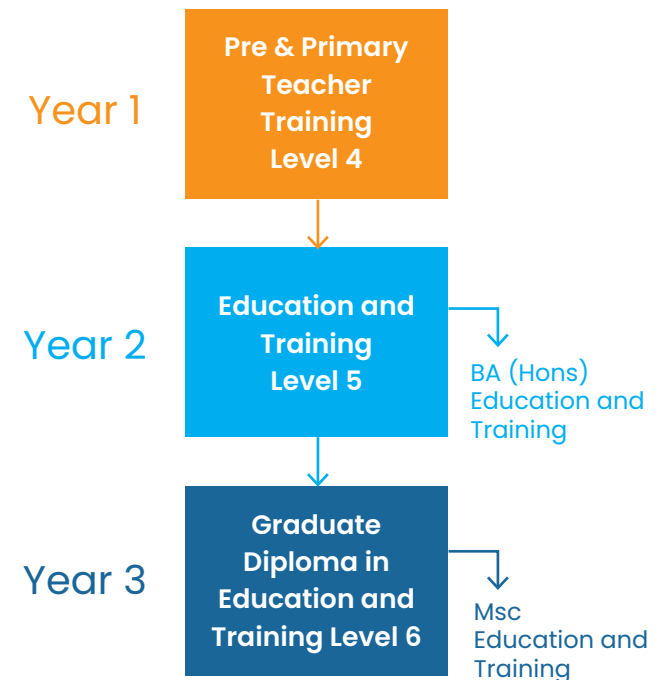 Year 1
Pre & Primary
Teacher
Training
Level 4
Year 2
Education and
Training
Level 5
BA (Hons)
Education and
Training
Year 3
Graduate
Diploma in
Education and
Training Level 6
Msc
Education and
Training